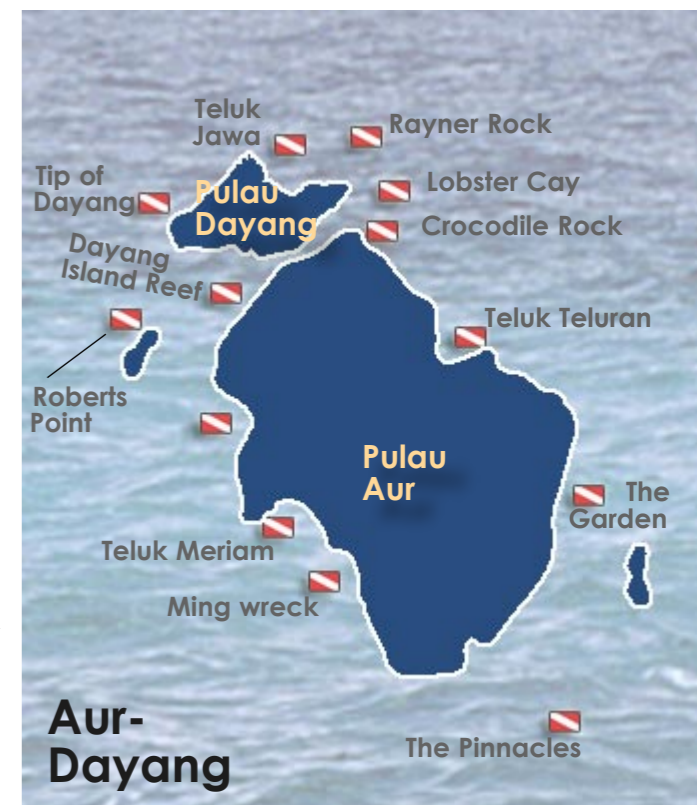 Teluk
Jawa
Rayner Rock
Tip of
Dayang
Pulau
Dayang
Lobster Cay
Crocodile Rock
Dayang
Island Reef
Teluk Teluran
Roberts
Point
Pulau
Aur
The
Garden
Teluk Meriam
Ming wreck
Aur-
Dayang
The Pinnacles